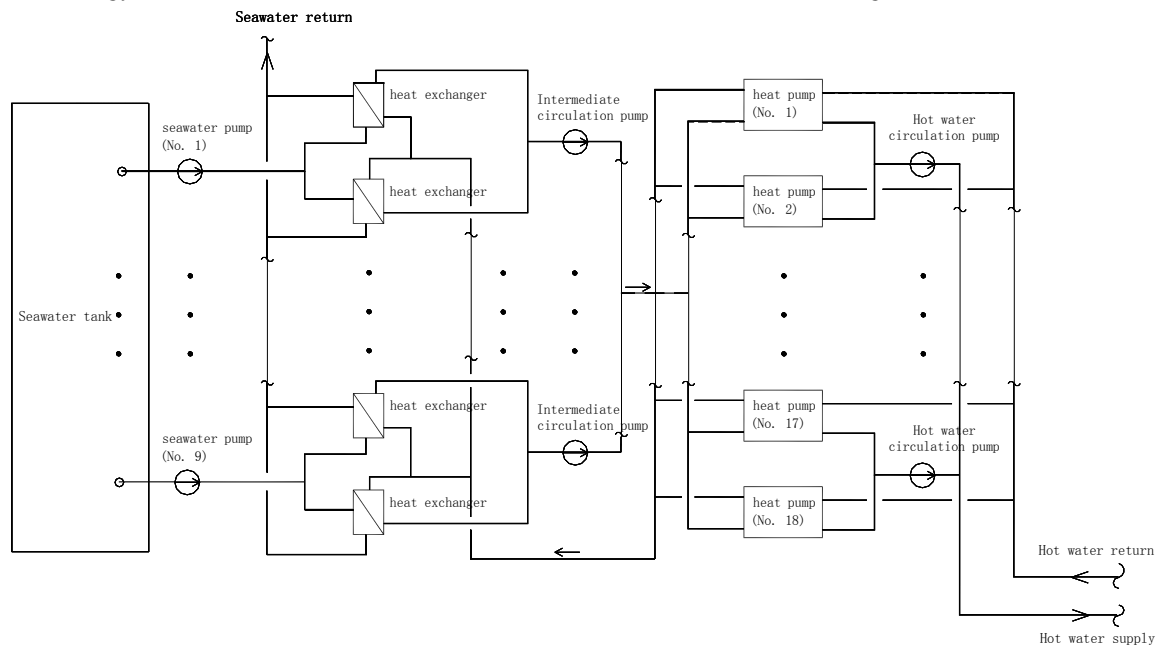 Seawater return
heat exchanger
Intermediate
circulation pump
heat pump
(No. 1)
Hot water
circulation pump
seawater pump
(No. 1)
heat exchanger
heat pump
(No. 2)
Seawater tank
heat exchanger
Intermediate
circulation pump
heat pump
(No. 17)
Hot water
circulation pump
seawater pump
(No. 9)
heat exchanger
heat pump
(No. 18)
Hot water return
Hot water supply